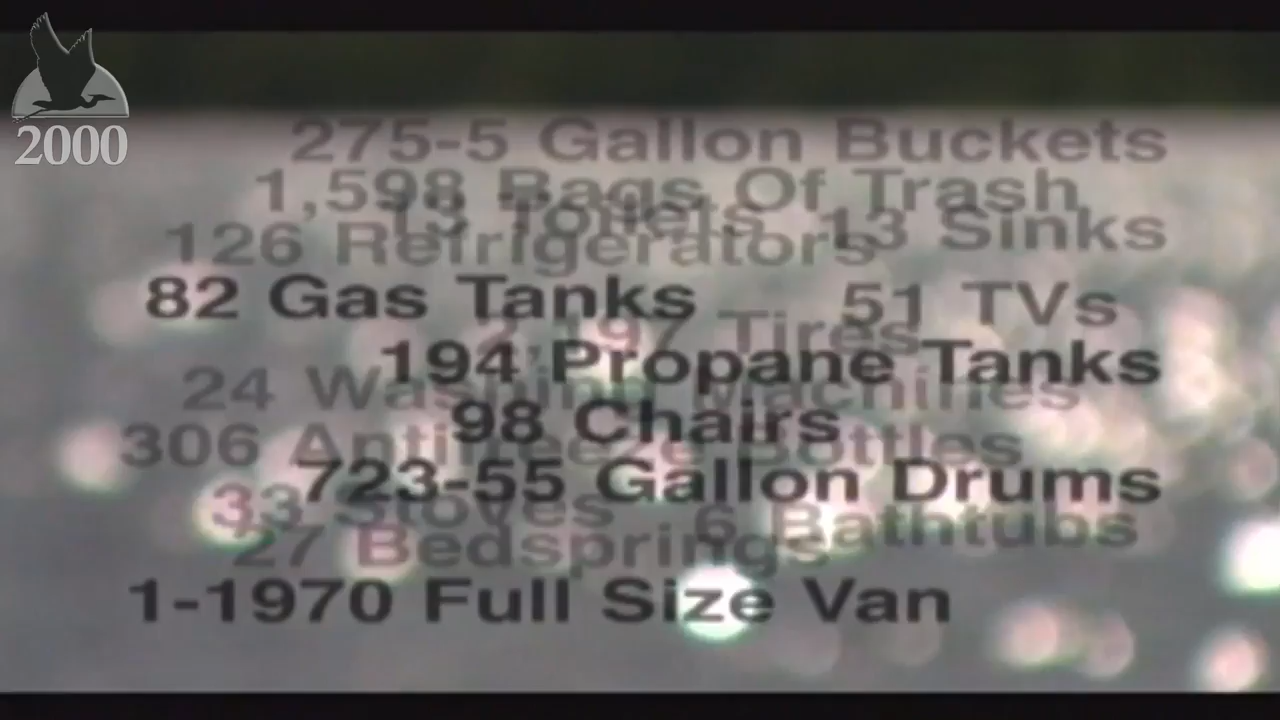 2000
275-5 Gallon Buckets
1,598 Bags Of Trash
13 Toilets 13 Sinks
126 Refrigerators
82 Gas Tanks 51 TVs
2,197 Tires
194 Propane Tanks
24 Washing Machines
98 Chairs
306 Antifreeze Bottles
723-55 Gallon Drums
33 Stoves 6 Bathtubs
27 Bedsprings
1-1970 Full Size Van